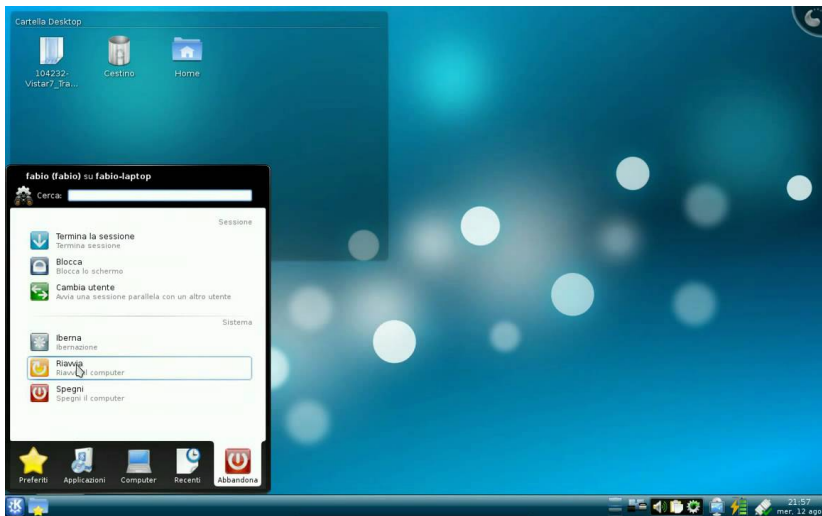 Cartella Desktop
104232-
Vistar7_Tra...
Cestino
Home
fabio (fabio) su fabio-laptop
Cerca:
Sessione
Termina la sessione
Termina sessione
Blocca
Blocca lo schermo
Cambia utente
Avvia una sessione parallela con un altro utente
Sistema
Iberna
Ibernazione
Riavvia
Riavvia il computer
Spegni
Spegni il computer
Preferiti
Applicazioni
Computer
Recenti
Abbandona
21:57
mer, 12 ago